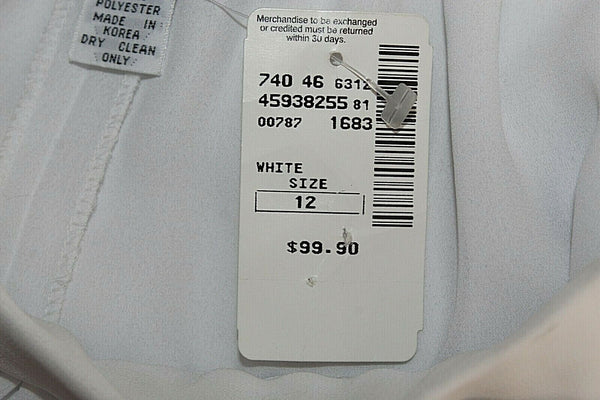 POLYESTER
MADE IN
KOREA
DRY CLEAN
ONLY
Merchandise to be exchanged
or credited must be returned
within 30 days.
740 46 6312
45938255 81
00787 1683
WHITE
SIZE
12
$99.90